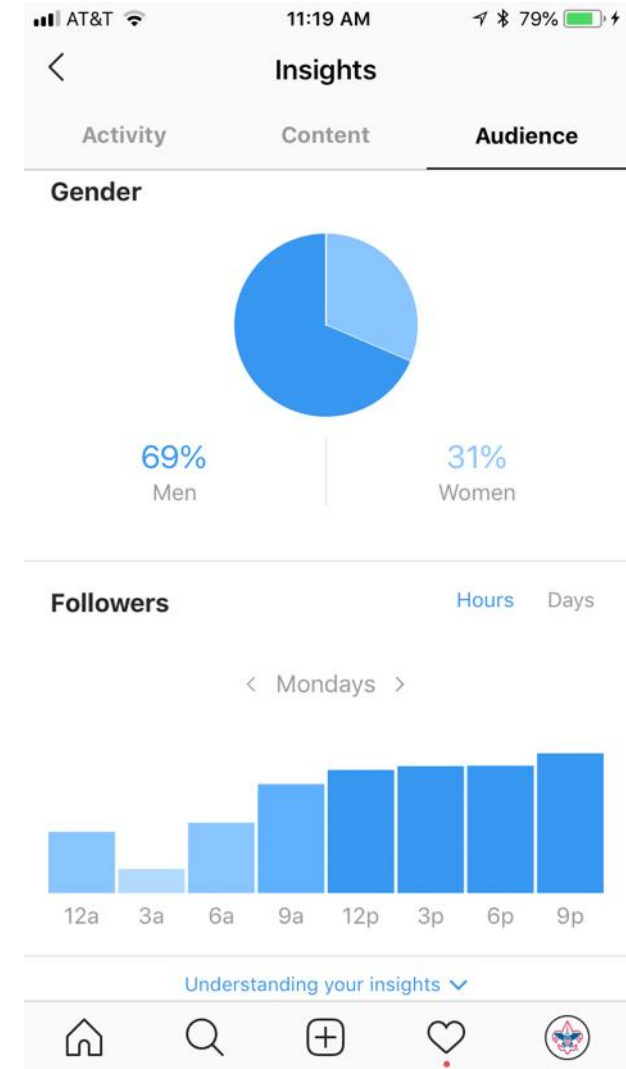 AT&T 11:19 AM 79%
Insights
Activity Content Audience
Gender
69% 31%
Men Women
Followers Hours Days
< Mondays >
12a 3a 6a 9a 12p 3p 6p 9p
Understanding your insights